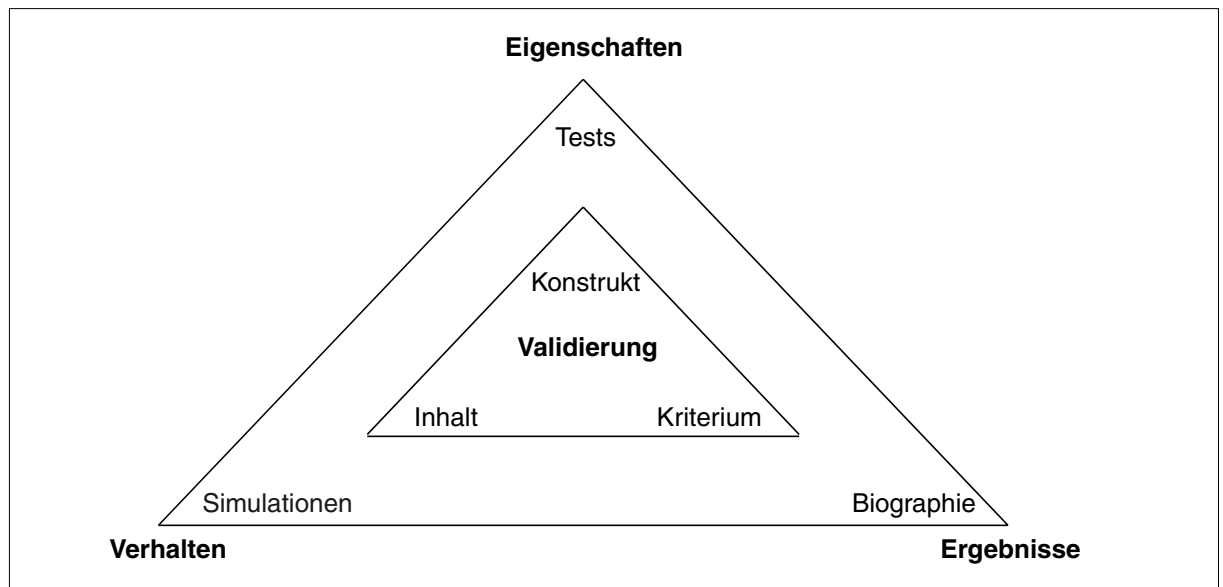 Eigenschaften
Tests
Konstrukt
Validierung
Inhalt Kriterium
Simulationen Biographie
Verhalten Ergebnisse